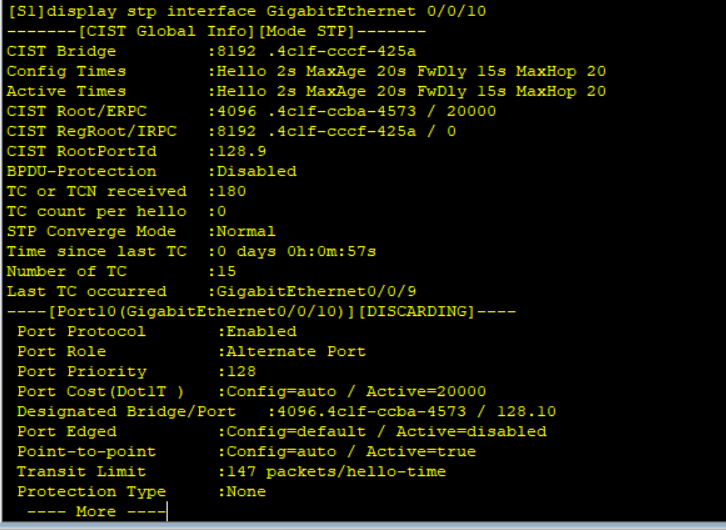 [S1]display stp interface GigabitEthernet 0/0/10
-------[CIST Global Info][Mode STP]-------
CIST Bridge         :8192 .4c1f-cccf-425a
Config Times        :Hello 2s MaxAge 20s FwDly 15s MaxHop 20
Active Times        :Hello 2s MaxAge 20s FwDly 15s MaxHop 20
CIST Root/ERPC      :4096 .4c1f-ccba-4573 / 20000
CIST RegRoot/IRPC   :8192 .4c1f-cccf-425a / 0
CIST RootPortId     :128.9
BPDU-Protection     :Disabled
TC or TCN received  :180
TC count per hello  :0
STP Converge Mode   :Normal
Time since last TC  :0 days 0h:0m:57s
Number of TC        :15
Last TC occurred    :GigabitEthernet0/0/9
----[Port10(GigabitEthernet0/0/10)][DISCARDING]----
 Port Protocol       :Enabled
 Port Role           :Alternate Port
 Port Priority       :128
 Port Cost(Dot1T )   :Config=auto / Active=20000
 Designated Bridge/Port   :4096.4c1f-ccba-4573 / 128.10
 Port Edged          :Config=default / Active=disabled
 Point-to-point      :Config=auto / Active=true
 Transit Limit       :147 packets/hello-time
 Protection Type     :None
  ---- More ----